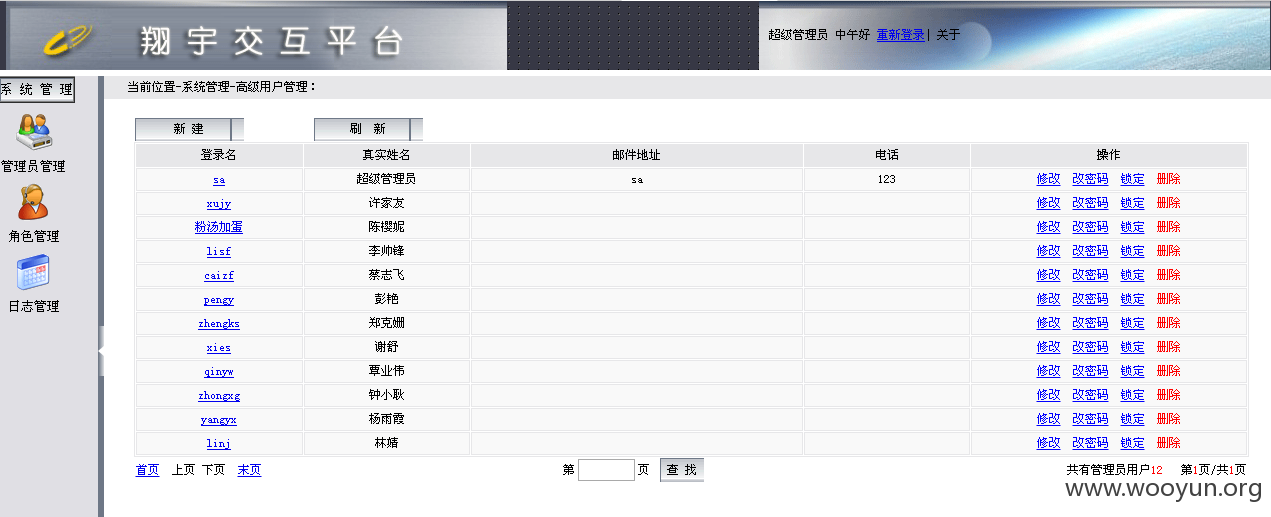 翔宇交互平台
超级管理员 中午好 重新登录| 关于
系统管理
当前位置-系统管理-高级用户管理：
管理员管理
角色管理
日志管理
新 建 刷 新
登录名 真实姓名 邮件地址 电话 操作
sa 超级管理员 sa 123 修改 改密码 锁定 删除
xujy 许家友 修改 改密码 锁定 删除
粉汤加蛋 陈樱妮 修改 改密码 锁定 删除
lisf 李帅锋 修改 改密码 锁定 删除
caizf 蔡志飞 修改 改密码 锁定 删除
pengy 彭艳 修改 改密码 锁定 删除
zhengks 郑克姗 修改 改密码 锁定 删除
xies 谢舒 修改 改密码 锁定 删除
qinyw 覃业伟 修改 改密码 锁定 删除
zhongxg 钟小耿 修改 改密码 锁定 删除
yangyx 杨雨霞 修改 改密码 锁定 删除
linj 林婧 修改 改密码 锁定 删除
首页 上页 下页 末页 第 页 查 找 共有管理员用户12 第1页/共1页
www.wooyun.org